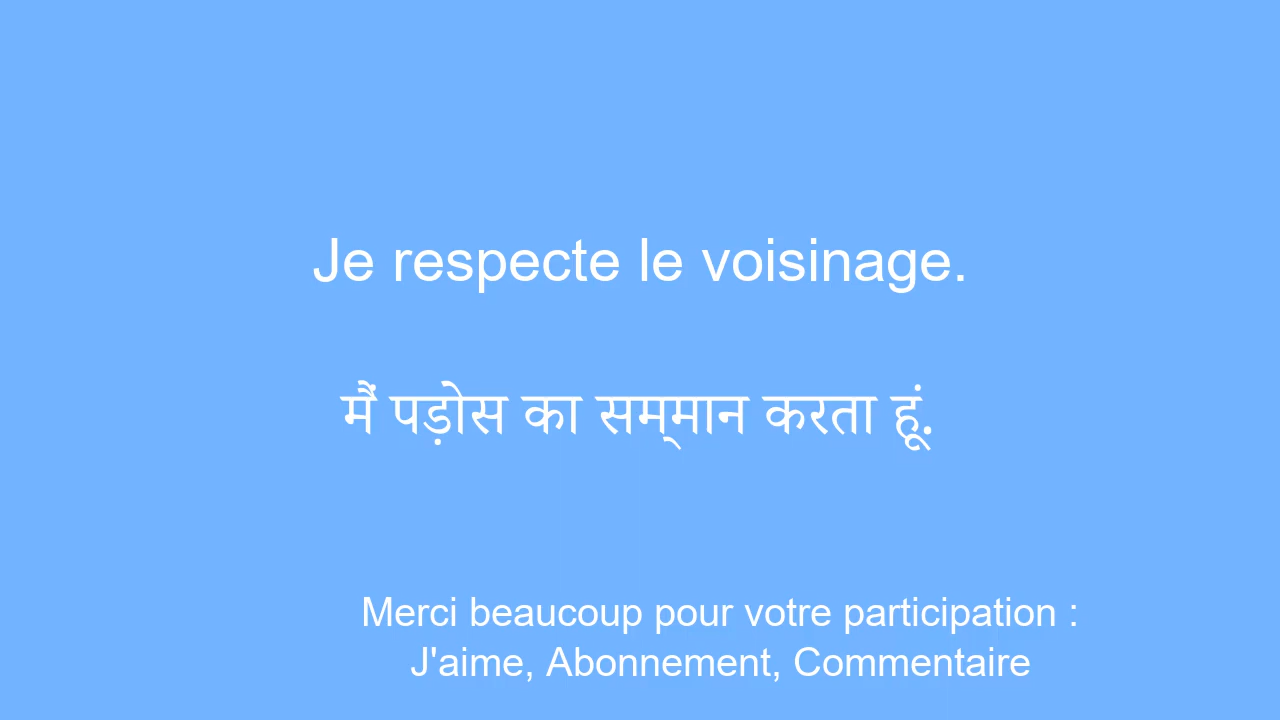 Je respecte le voisinage.
मैं पड़ोस का सम्‌मान करता हूं.
Merci beaucoup pour votre participation :
J'aime, Abonnement, Commentaire